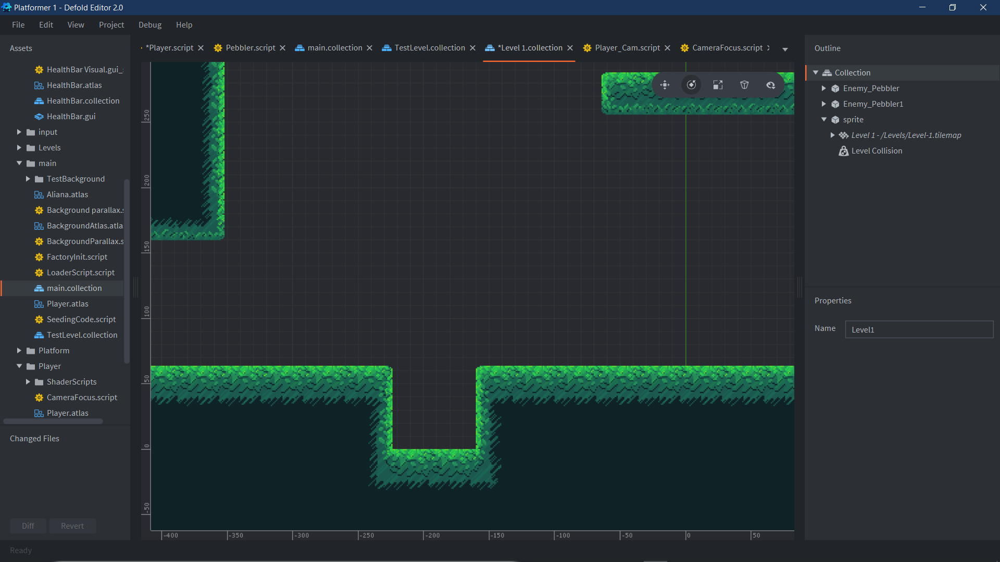 Platformer 1 - Defold Editor 2.0
File Edit View Project Debug Help
Assets
HealthBar Visual.gui_
HealthBar.atlas
HealthBar.collection
HealthBar.gui
input
Levels
main
TestBackground
Aliana.atlas
Background parallax.s
BackgroundAtlas.atla
BackgroundParallax.s
FactoryInit.script
LoaderScript.script
main.collection
Player.atlas
SeedingCode.script
TestLevel.collection
Platform
Player
ShaderScripts
CameraFocus.script
Player.atlas
Changed Files
Diff Revert
Ready
*Player.script Pebbler.script main.collection TestLevel.collection *Level 1.collection Player_Cam.script CameraFocus.script
250
200
150
100
50
0
-50
-400 -350 -300 -250 -200 -150 -100 -50 0 50
Outline
Collection
Enemy_Pebbler
Enemy_Pebbler1
sprite
Level 1 - /Levels/Level-1.tilemap
Level Collision
Properties
Name Level1